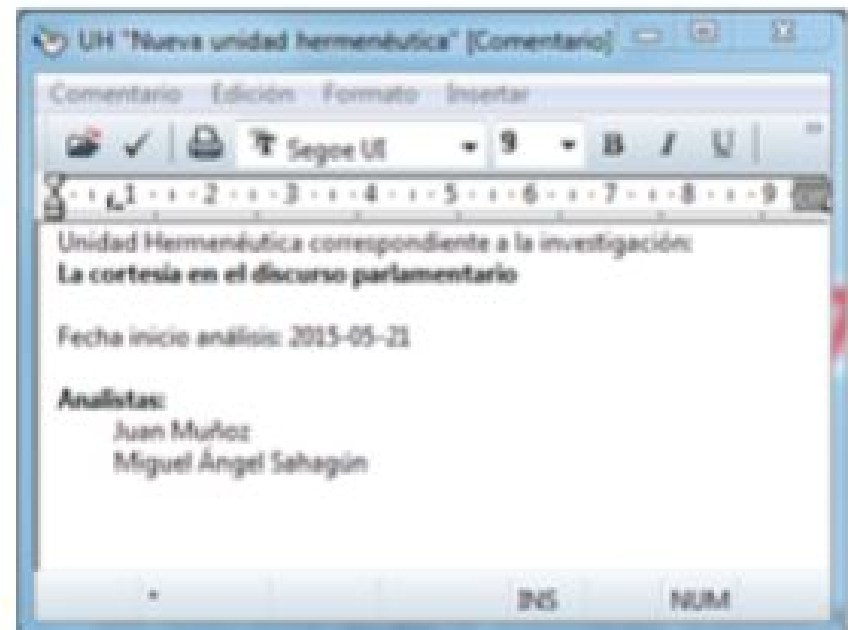 UH "Nueva unidad hermenéutica" [Comentario]
Comentario Edición Formato Insertar
Segoe UI 9 B I U
1 2 3 4 5 6 7 8 9
Unidad Hermenéutica correspondiente a la investigación:
La cortesía en el discurso parlamentario
Fecha inicio análisis: 2015-05-21
Analistas:
Juan Muñoz
Miguel Ángel Sahagún
* INS NUM